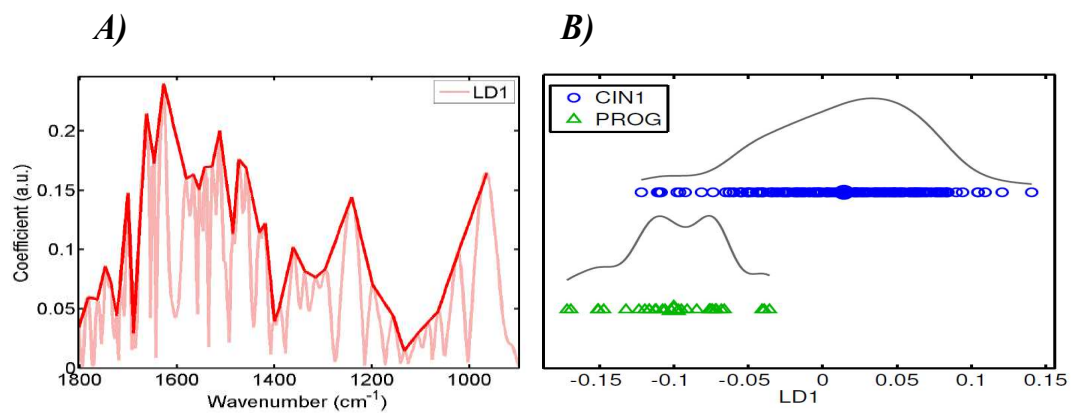 A)
B)
LD1
Coefficient (a.u.)
0.2
0.15
0.1
0.05
0
1800
1600
1400
1200
1000
Wavenumber (cm⁻¹)
CIN1
PROG
-0.15
-0.1
-0.05
0
0.05
0.1
0.15
LD1